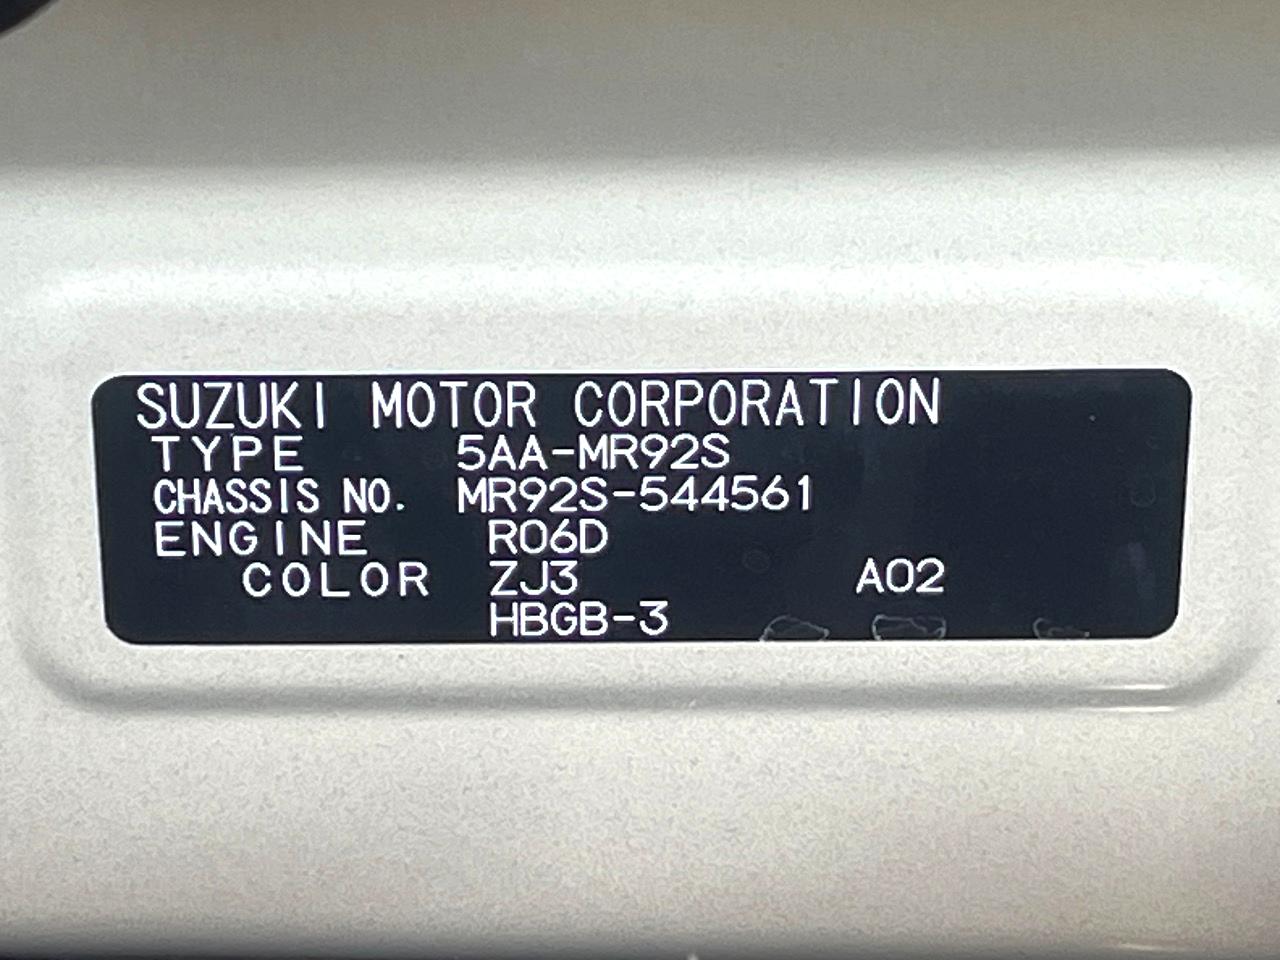 SUZUKI MOTOR CORPORATION
TYPE 5AA-MR92S
CHASSIS NO. MR92S-544561
ENGINE R06D
COLOR ZJ3 A02
HBGB-3